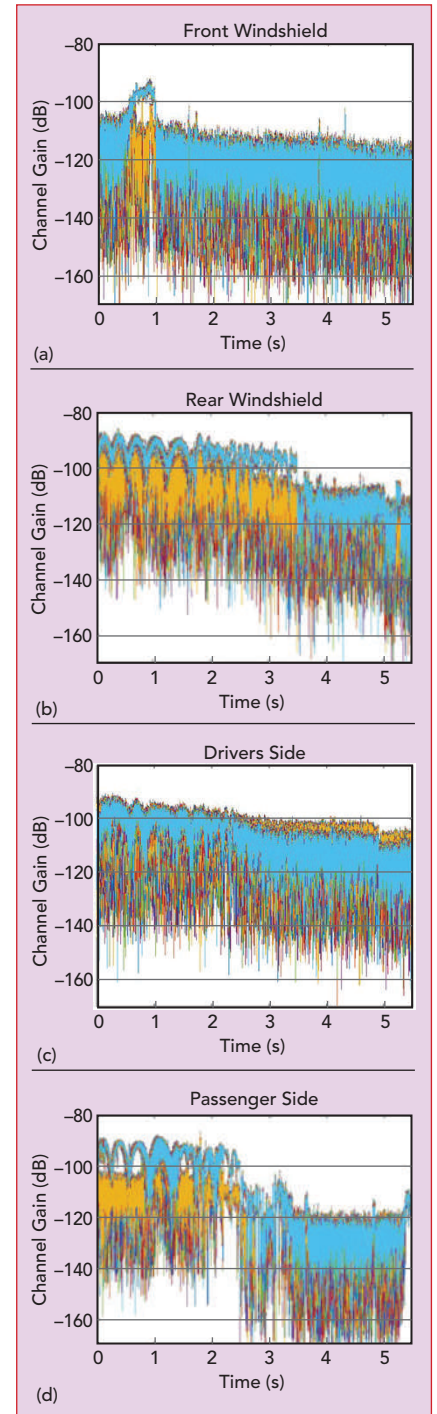 Front Windshield
−80
−100
−120
−140
−160
Channel Gain (dB)
0 1 2 3 4 5
Time (s)
(a)
Rear Windshield
−80
−100
−120
−140
−160
Channel Gain (dB)
0 1 2 3 4 5
Time (s)
(b)
Drivers Side
−80
−100
−120
−140
−160
Channel Gain (dB)
0 1 2 3 4 5
Time (s)
(c)
Passenger Side
−80
−100
−120
−140
−160
Channel Gain (dB)
0 1 2 3 4 5
Time (s)
(d)